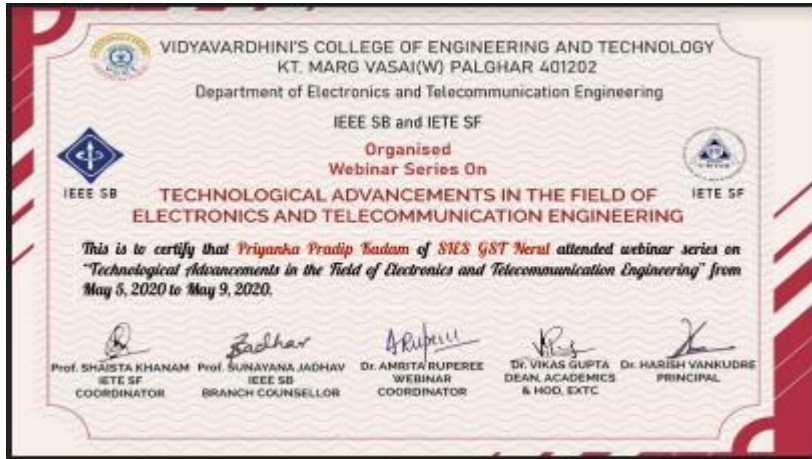 VIDYAVARDHINI'S COLLEGE OF ENGINEERING AND TECHNOLOGY
KT. MARG VASAI(W) PALGHAR 401202
Department of Electronics and Telecommunication Engineering
IEEE SB and IETE SF
Organised
Webinar Series On
IEEE SB
IETE SF
TECHNOLOGICAL ADVANCEMENTS IN THE FIELD OF
ELECTRONICS AND TELECOMMUNICATION ENGINEERING
This is to certify that Priyanka Pradip Kadam of SIES GST Nerul attended webinar series on
"Technological Advancements in the Field of Electronics and Telecommunication Engineering" from
May 5, 2020 to May 9, 2020.
Prof. SHAISTA KHANAM
IETE SF
COORDINATOR
Prof. SUNAYANA JADHAV
IEEE SB
BRANCH COUNSELLOR
Dr. AMRITA RUPEREE
WEBINAR
COORDINATOR
Dr. VIKAS GUPTA
DEAN, ACADEMICS
& HOD, EXTC
Dr. HARISH VANKUDRE
PRINCIPAL